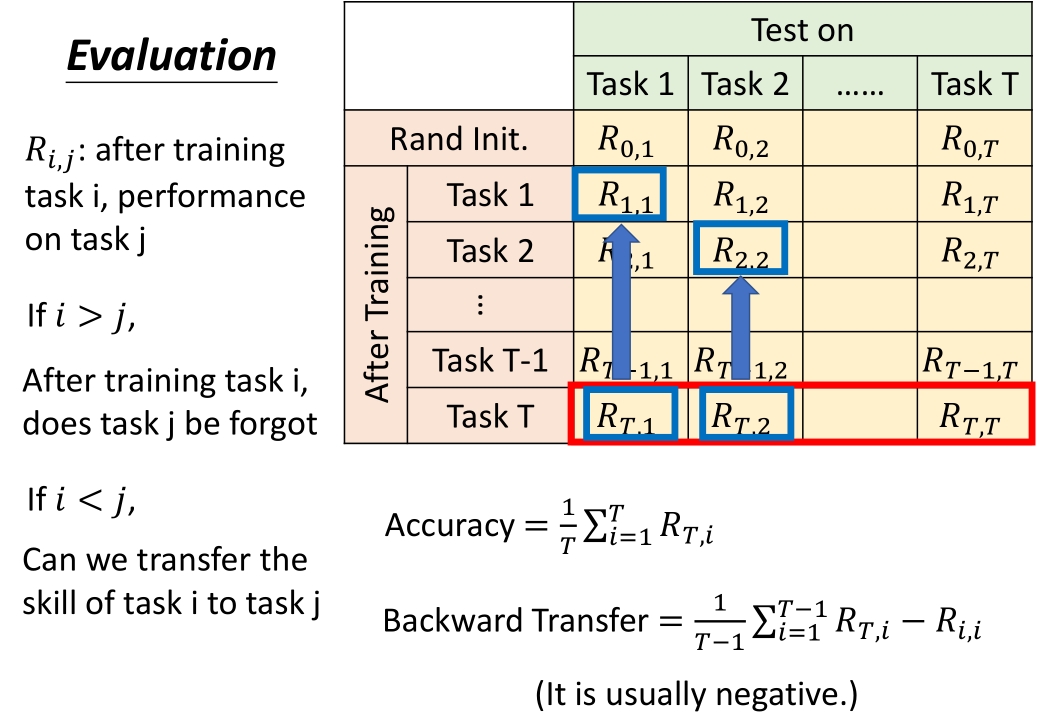 Evaluation
R_{i,j}: after training
task i, performance
on task j
If i > j,
After training task i,
does task j be forgot
If i < j,
Can we transfer the
skill of task i to task j
Test on
Task 1 Task 2 …… Task T
Rand Init. R_{0,1} R_{0,2} R_{0,T}
After Training
Task 1 R_{1,1} R_{1,2} R_{1,T}
Task 2 R_{2,1} R_{2,2} R_{2,T}
⋮
Task T-1 R_{T−1,1} R_{T−1,2} R_{T−1,T}
Task T R_{T,1} R_{T,2} R_{T,T}
Accuracy = \frac{1}{T} \sum_{i=1}^{T} R_{T,i}
Backward Transfer = \frac{1}{T−1} \sum_{i=1}^{T−1} R_{T,i} − R_{i,i}
(It is usually negative.)